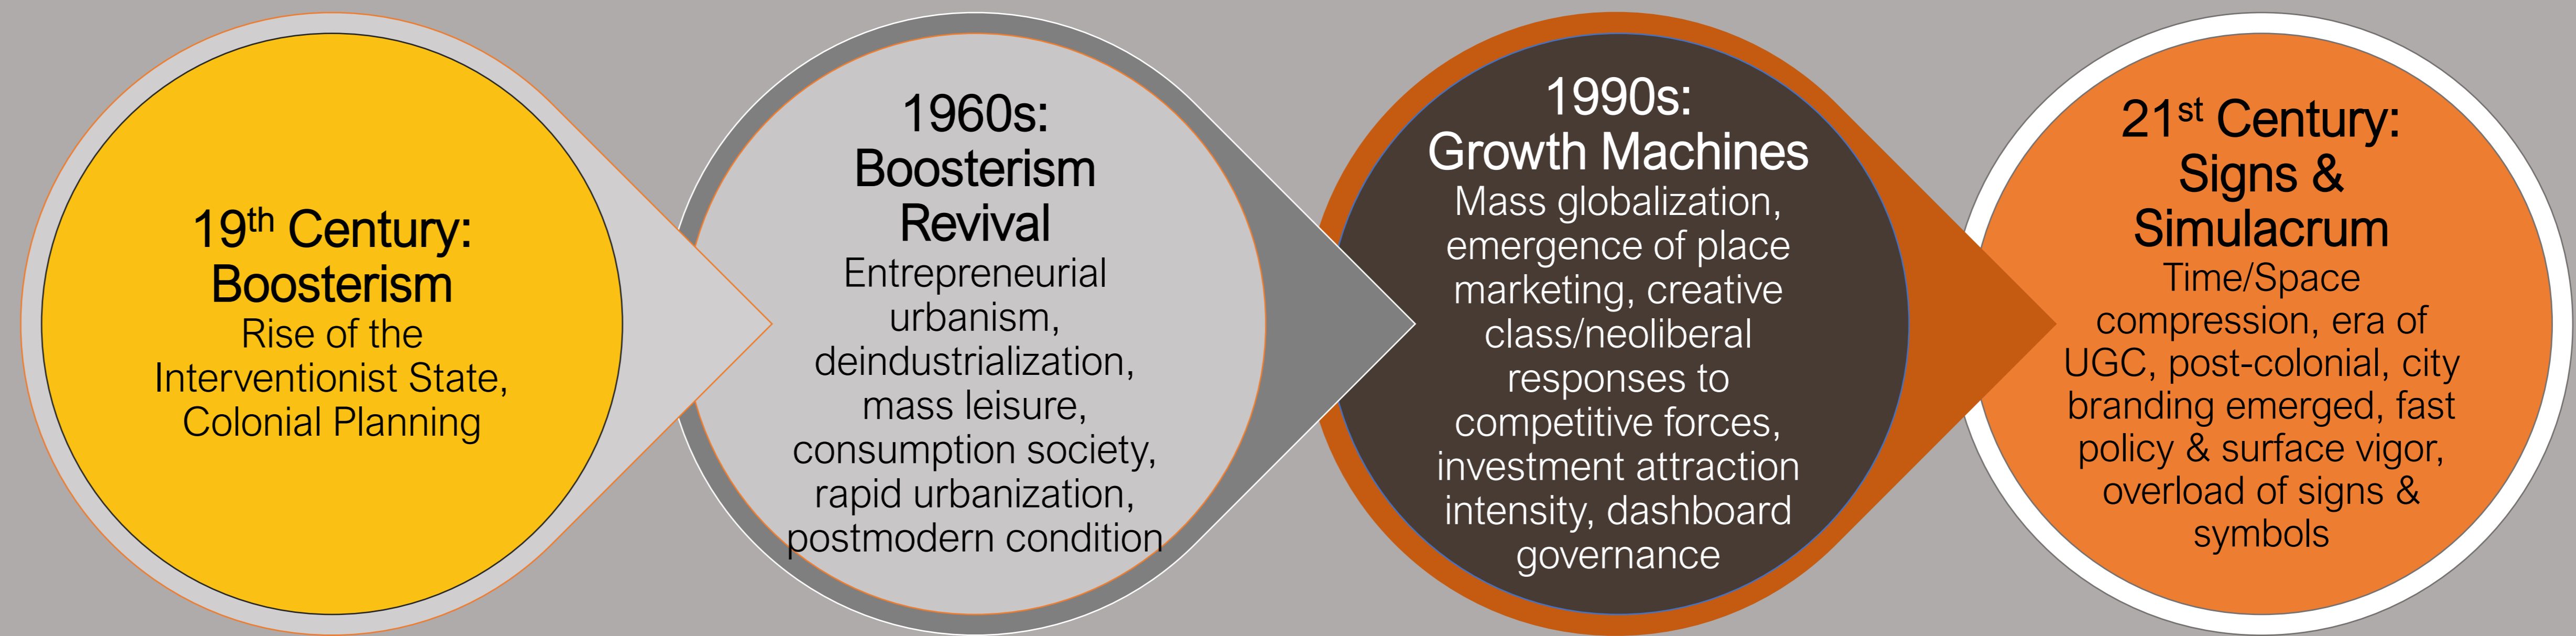 19th Century:
Boosterism
Rise of the
Interventionist State,
Colonial Planning
1960s:
Boosterism
Revival
Entrepreneurial
urbanism,
deindustrialization,
mass leisure,
consumption society,
rapid urbanization,
postmodern condition
1990s:
Growth Machines
Mass globalization,
emergence of place
marketing, creative
class/neoliberal
responses to
competitive forces,
investment attraction
intensity, dashboard
governance
21st Century:
Signs &
Simulacrum
Time/Space
compression, era of
UGC, post-colonial, city
branding emerged, fast
policy & surface vigor,
overload of signs &
symbols